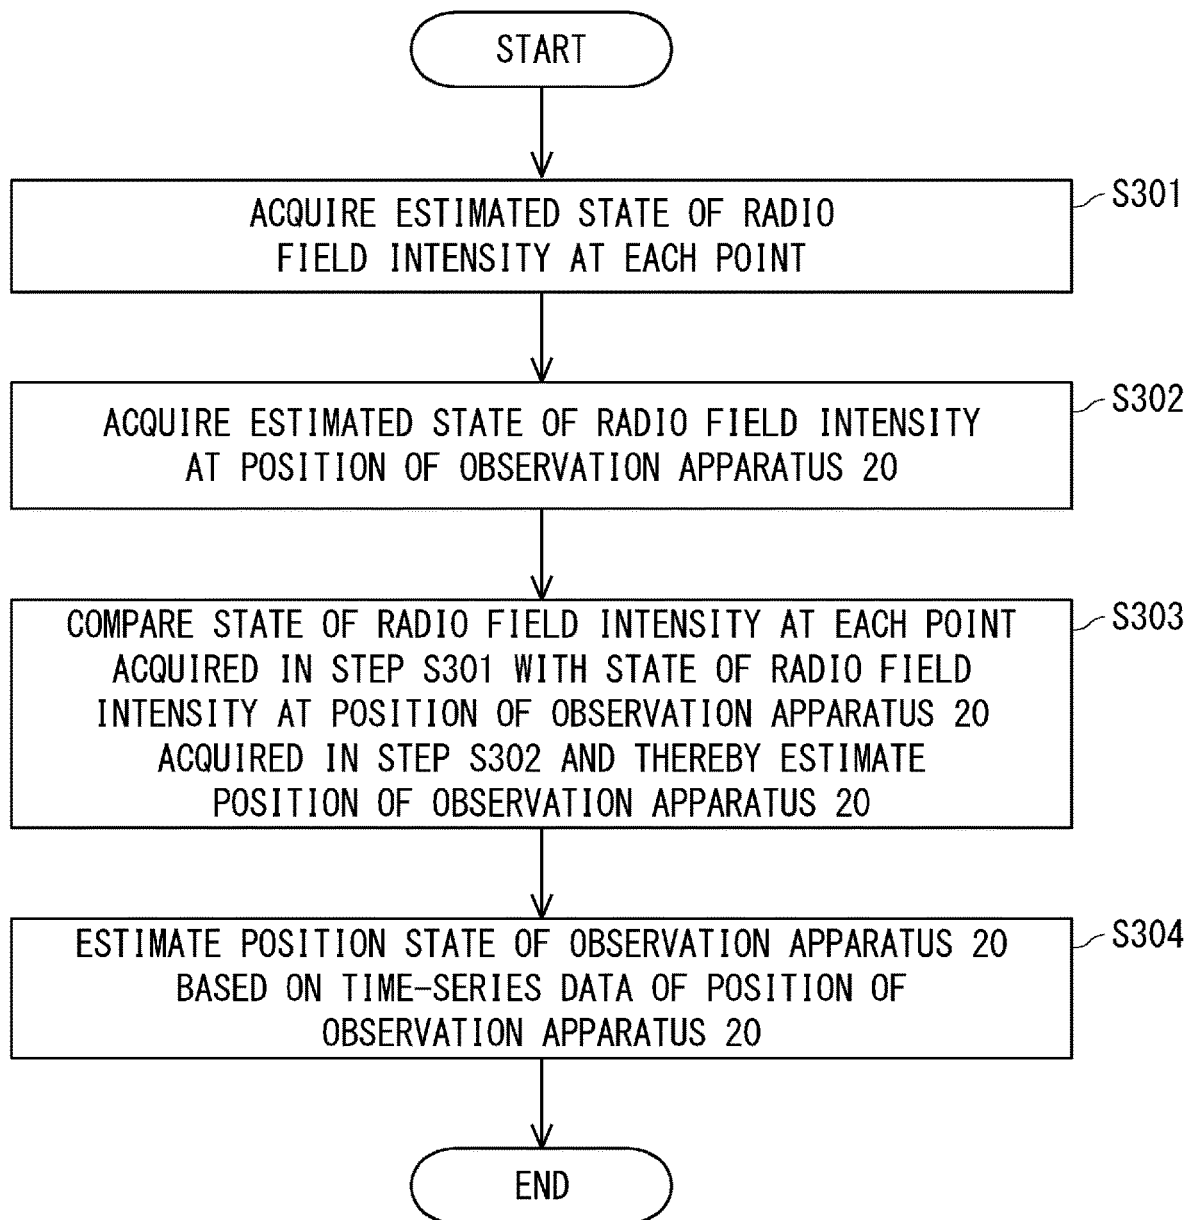 START
ACQUIRE ESTIMATED STATE OF RADIO
FIELD INTENSITY AT EACH POINT
S301
ACQUIRE ESTIMATED STATE OF RADIO FIELD INTENSITY
AT POSITION OF OBSERVATION APPARATUS 20
S302
COMPARE STATE OF RADIO FIELD INTENSITY AT EACH POINT
ACQUIRED IN STEP S301 WITH STATE OF RADIO FIELD
INTENSITY AT POSITION OF OBSERVATION APPARATUS 20
ACQUIRED IN STEP S302 AND THEREBY ESTIMATE
POSITION OF OBSERVATION APPARATUS 20
S303
ESTIMATE POSITION STATE OF OBSERVATION APPARATUS 20
BASED ON TIME-SERIES DATA OF POSITION OF
OBSERVATION APPARATUS 20
S304
END